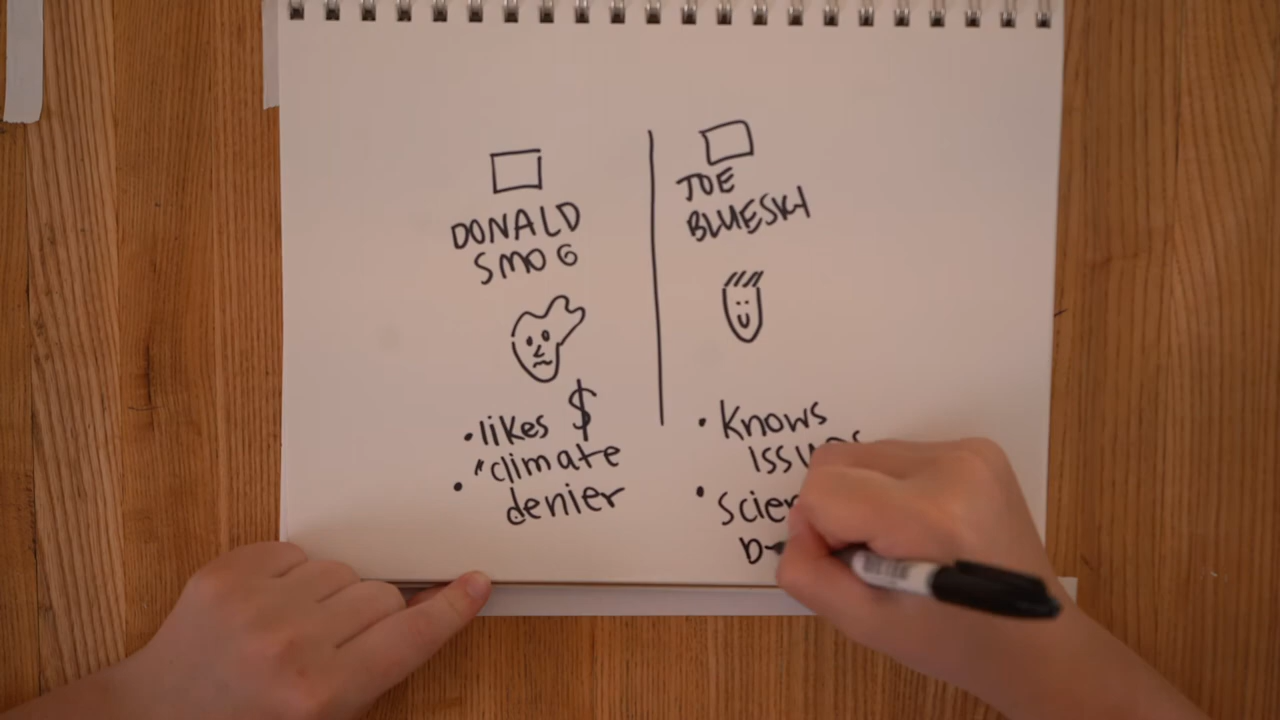 DONALD
SMOG
• likes $
• "climate
denier
JOE
BLUESKY
• Knows